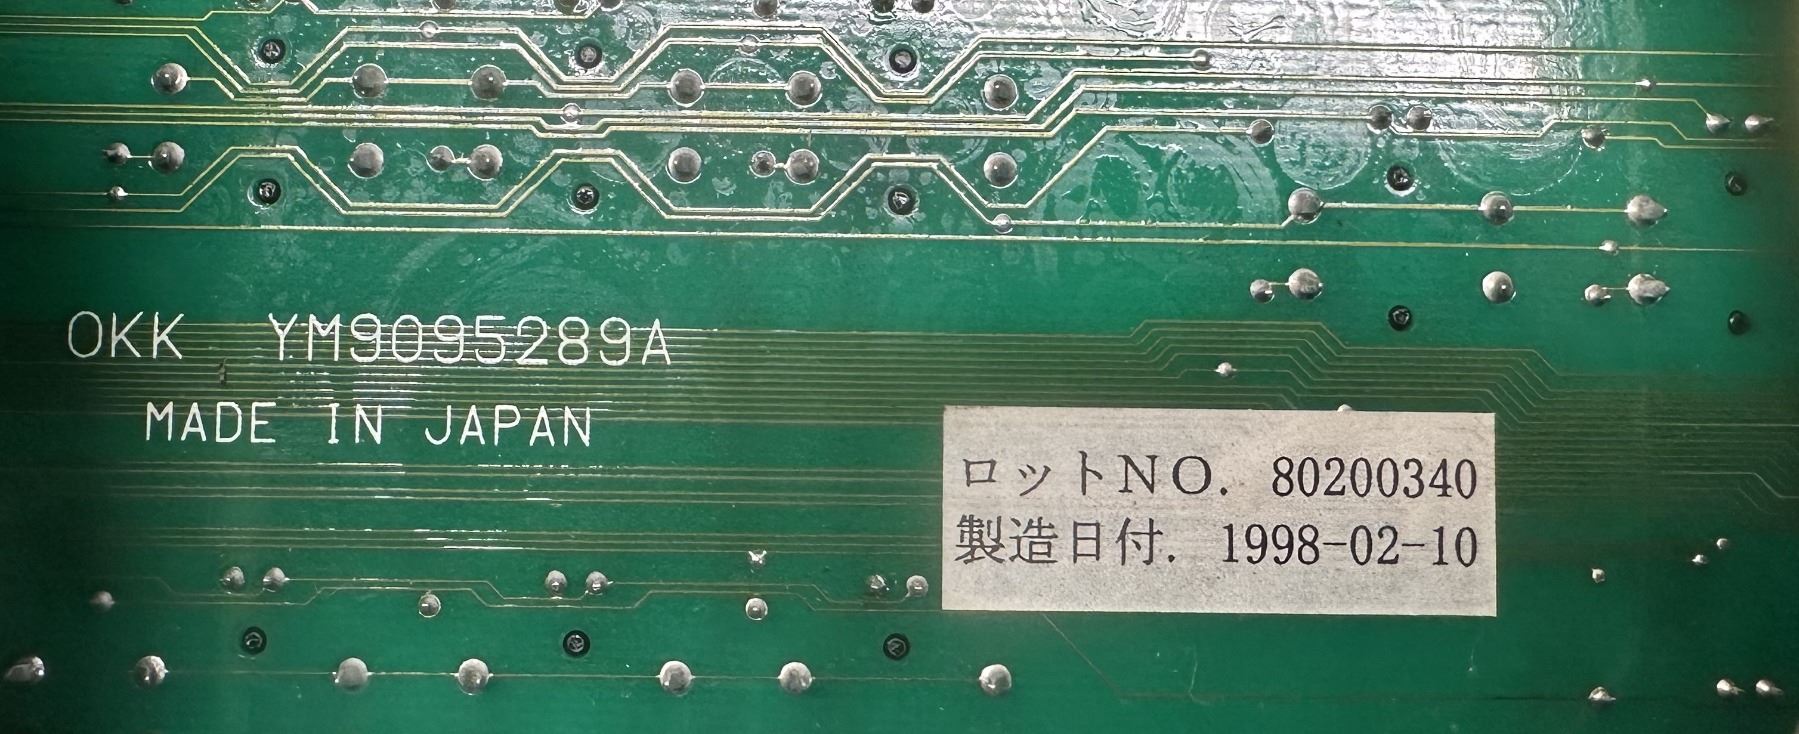 OKK YM9095289A
MADE IN JAPAN
ロットNO. 80200340
製造日付. 1998-02-10